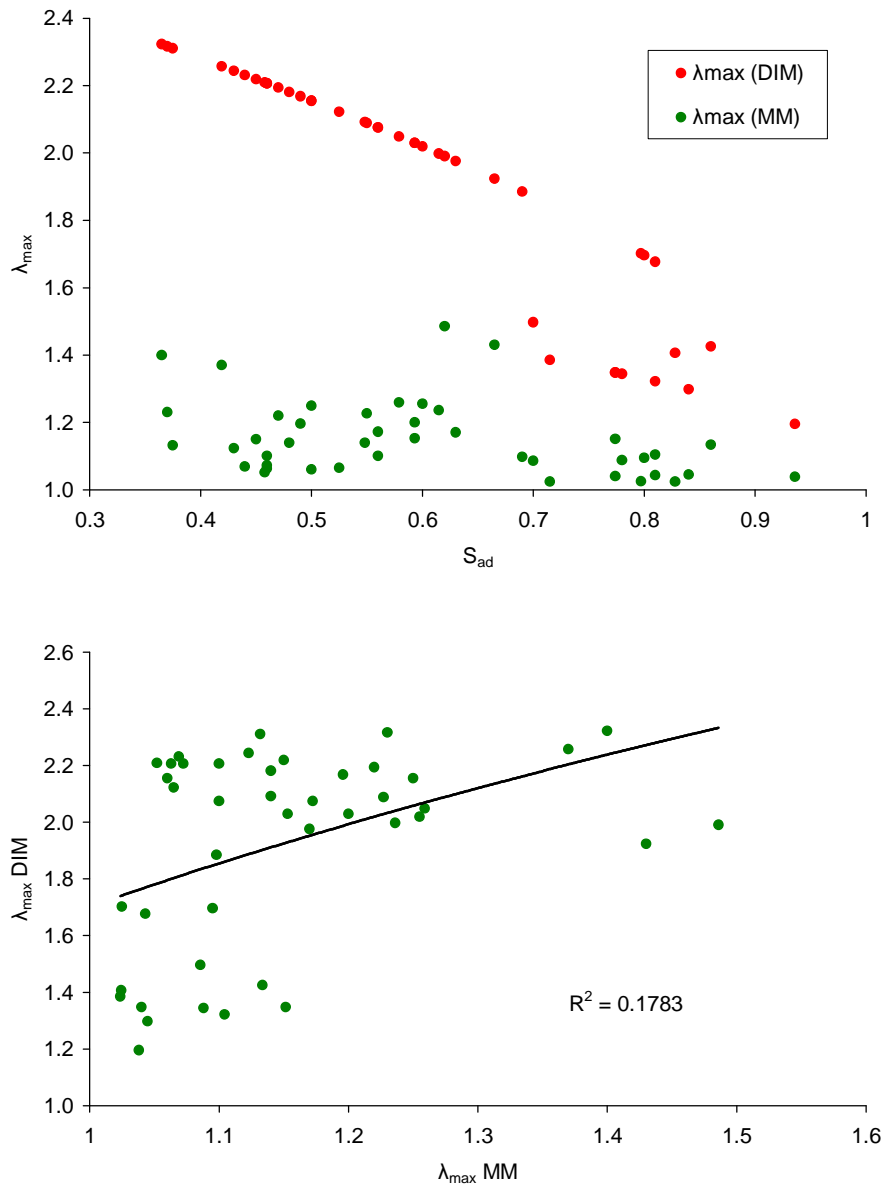 2.4
2.2
2.0
1.8
1.6
1.4
1.2
1.0
λmax
λmax (DIM)
λmax (MM)
0.3 0.4 0.5 0.6 0.7 0.8 0.9 1
Sad
2.6
2.4
2.2
2.0
1.8
1.6
1.4
1.2
1.0
λmax DIM
R² = 0.1783
1 1.1 1.2 1.3 1.4 1.5 1.6
λmax MM